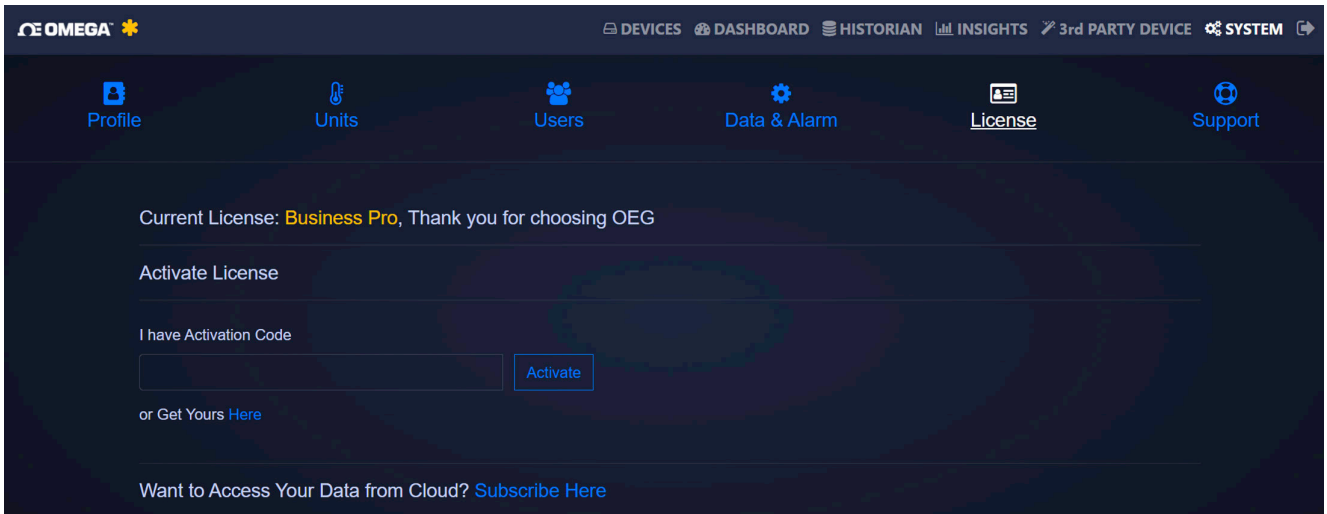 OMEGA™
DEVICES DASHBOARD HISTORIAN INSIGHTS 3rd PARTY DEVICE SYSTEM
Profile Units Users Data & Alarm License Support
Current License: Business Pro, Thank you for choosing OEG
Activate License
I have Activation Code
Activate
or Get Yours Here
Want to Access Your Data from Cloud? Subscribe Here